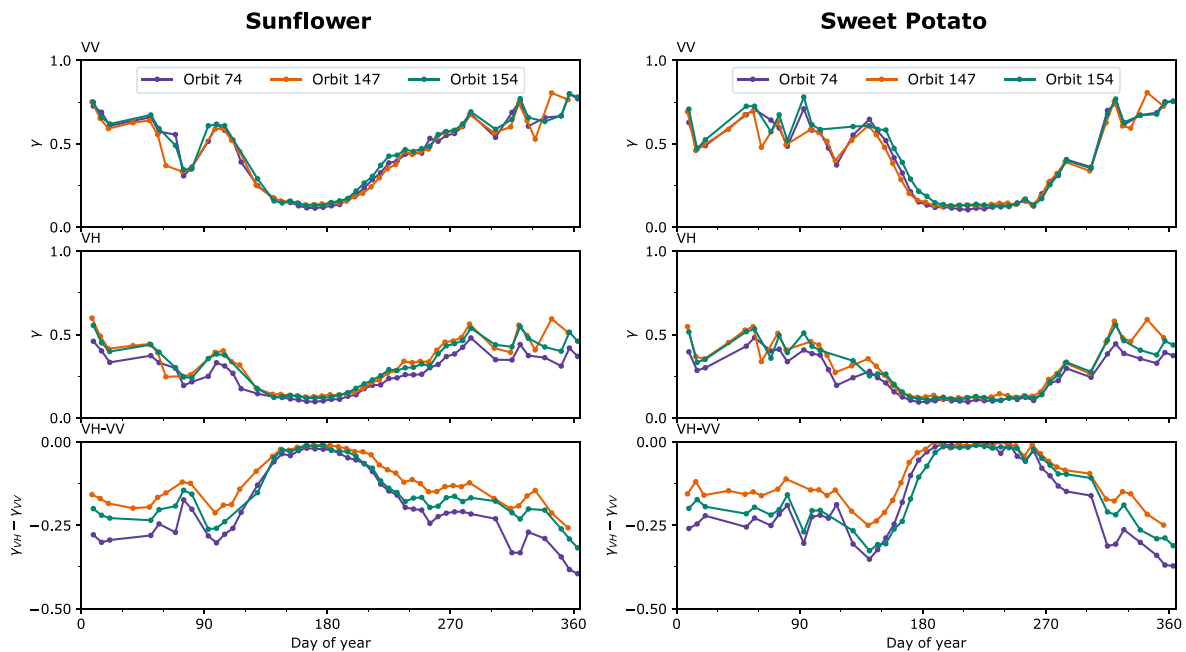 Sunflower
Sweet Potato
VV
VV
1.0
1.0
Orbit 74 Orbit 147 Orbit 154
Orbit 74 Orbit 147 Orbit 154
γ
γ
0.5
0.5
0.0
0.0
VH
VH
1.0
1.0
γ
γ
0.5
0.5
0.0
0.0
VH-VV
VH-VV
0.00
0.00
γVH − γVV
γVH − γVV
−0.25
−0.25
−0.50
−0.50
0 90 180 270 360
0 90 180 270 360
Day of year
Day of year